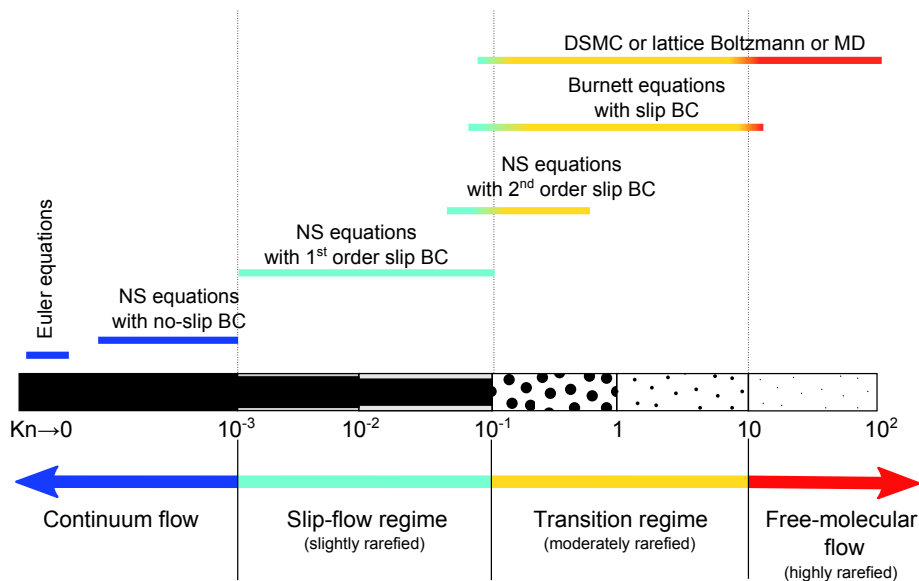 DSMC or lattice Boltzmann or MD
Burnett equations
with slip BC
NS equations
with 2nd order slip BC
NS equations
with 1st order slip BC
Euler equations
NS equations
with no-slip BC
Kn→0 10⁻³ 10⁻² 10⁻¹ 1 10 10²
Continuum flow
Slip-flow regime
(slightly rarefied)
Transition regime
(moderately rarefied)
Free-molecular
flow
(highly rarefied)